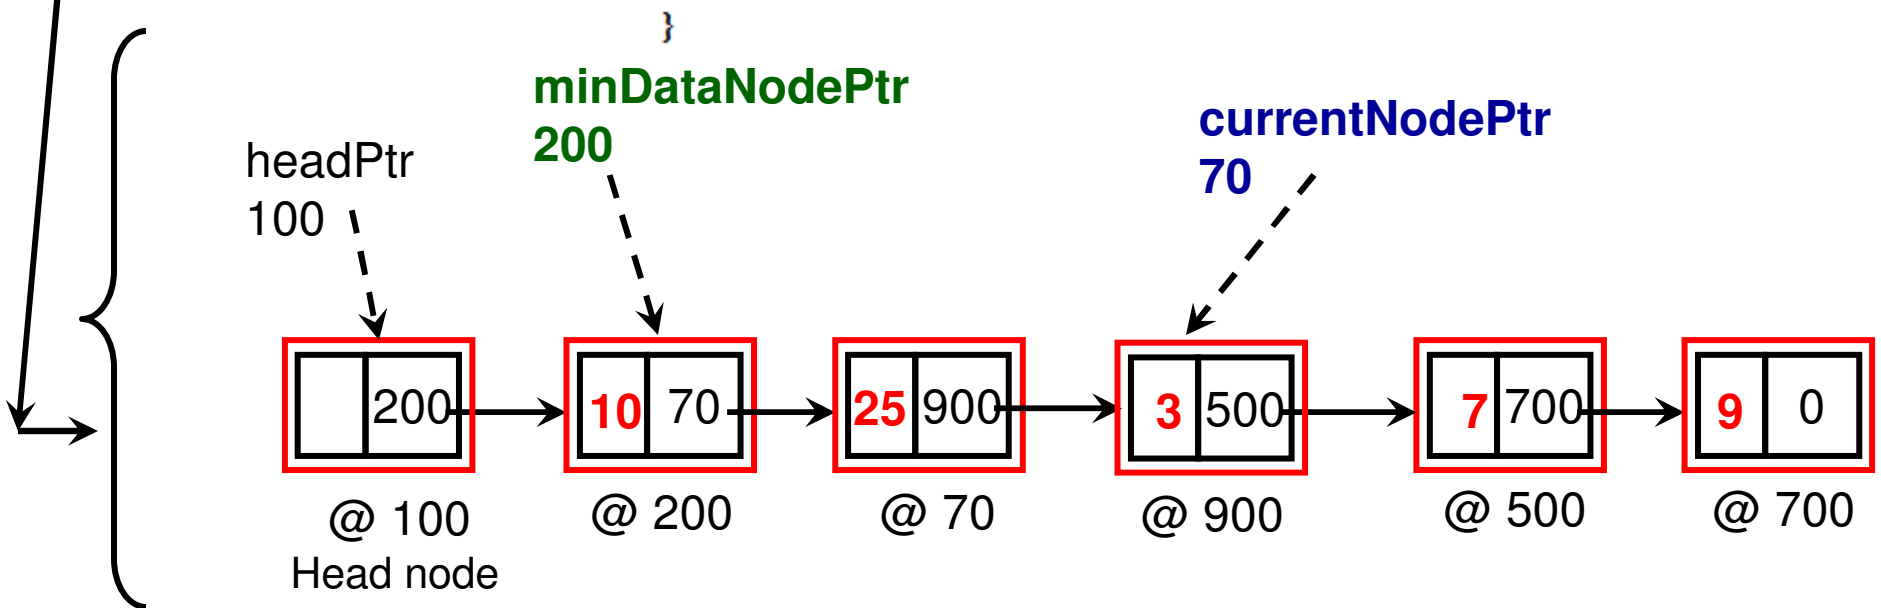 }
minDataNodePtr
200
currentNodePtr
70
headPtr
100
200 10 70 25 900 3 500 7 700 9 0
@ 100 @ 200 @ 70 @ 900 @ 500 @ 700
Head node